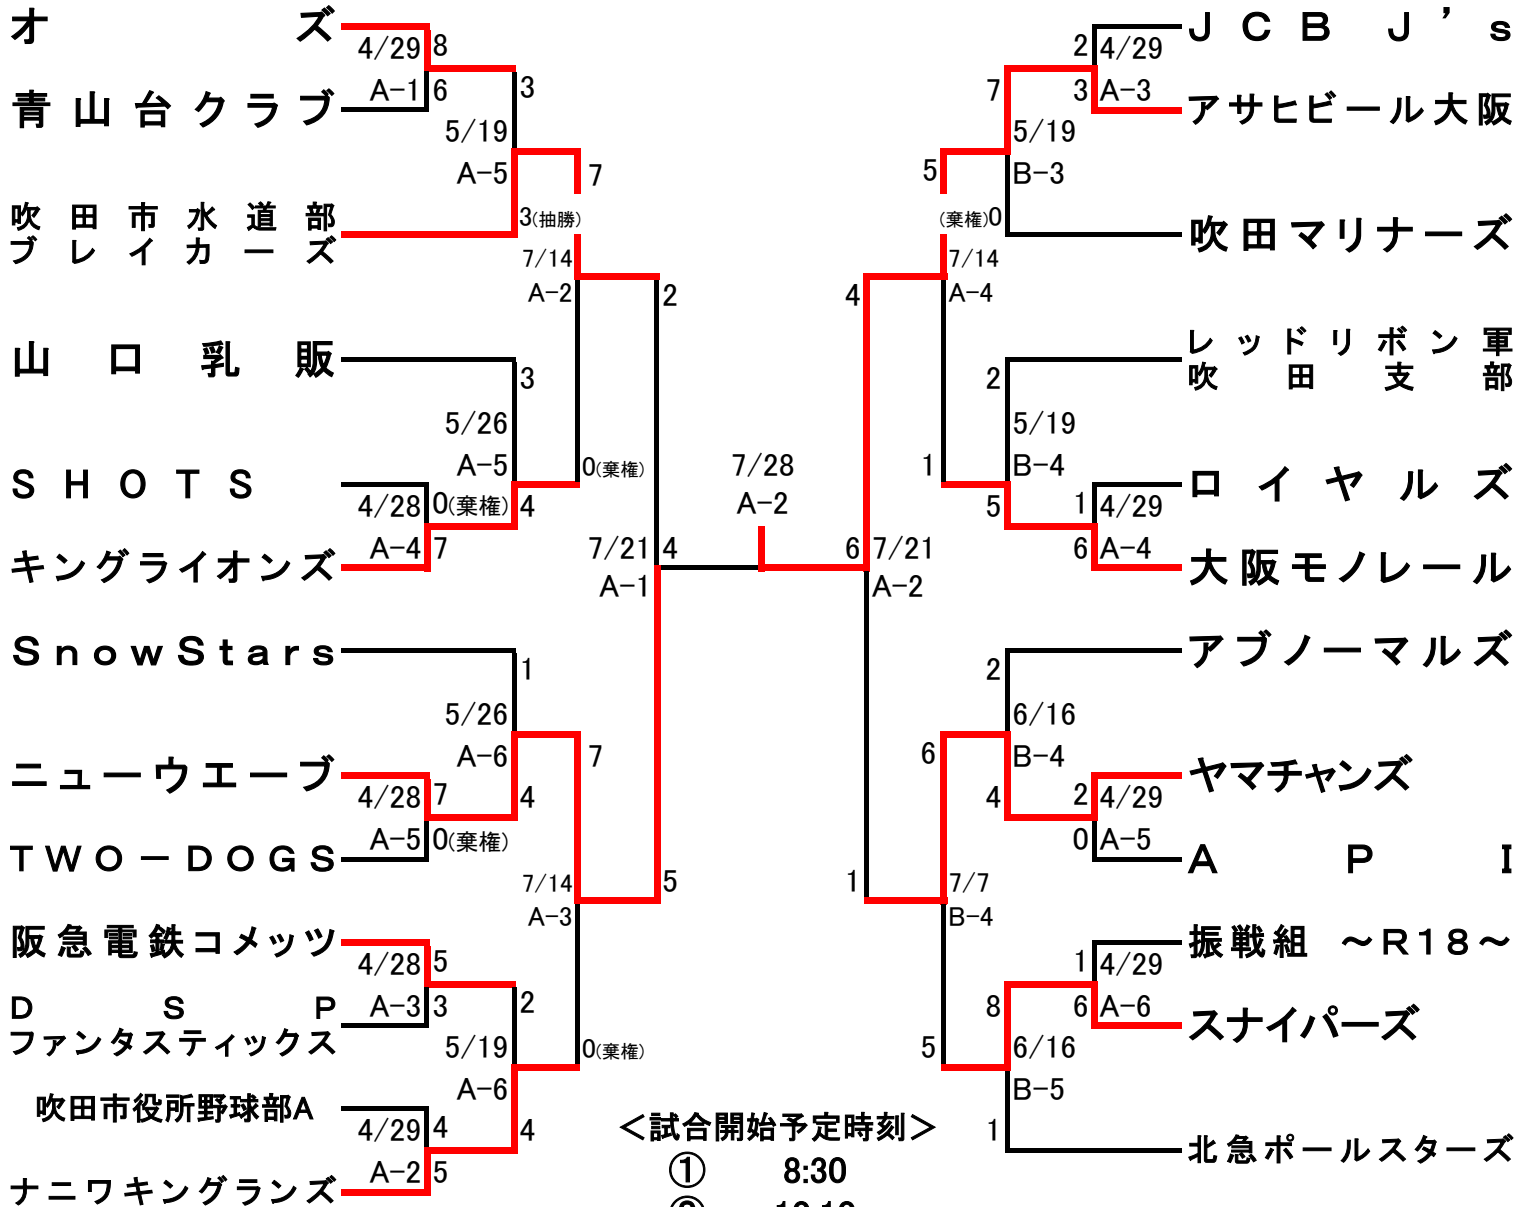 オズ
4/29 8
A-1 6
青山台クラブ
3
5/19
A-5
7
吹田市水道部
ブレイカーズ
3(抽勝)
7/14
A-2
2
山口乳販
3
5/26
A-5
0(棄権)
SHOTS
4/28 0(棄権) 4
A-4 7
キングライオンズ
7/21 4
A-1
SnowStars
1
5/26
A-6
7
ニューウエーブ
4/28 7
4
A-5 0(棄権)
TWO-DOGS
7/14
A-3
5
阪急電鉄コメッツ
4/28 5
A-3 3
DSP
ファンタスティックス
2
5/19
A-6
0(棄権)
吹田市役所野球部A
4/29 4
4
A-2 5
ナニワキングランズ
7/28
A-2
JCB J's
2 4/29
3 A-3
アサヒビール大阪
7
5/19
B-3
5
(棄権)0
吹田マリナーズ
7/14
A-4
4
レッドリボン軍
吹田支部
2
5/19
B-4
1
ロイヤルズ
1 4/29
5
6 A-4
大阪モノレール
6 7/21
A-2
アブノーマルズ
2
6/16
B-4
6
ヤマチャンズ
2 4/29
4
0 A-5
API
1
7/7
B-4
振戦組 ~R18~
1 4/29
8
6 A-6
スナイパーズ
6/16
B-5
5
1
北急ポールスターズ
<試合開始予定時刻>
① 8:30